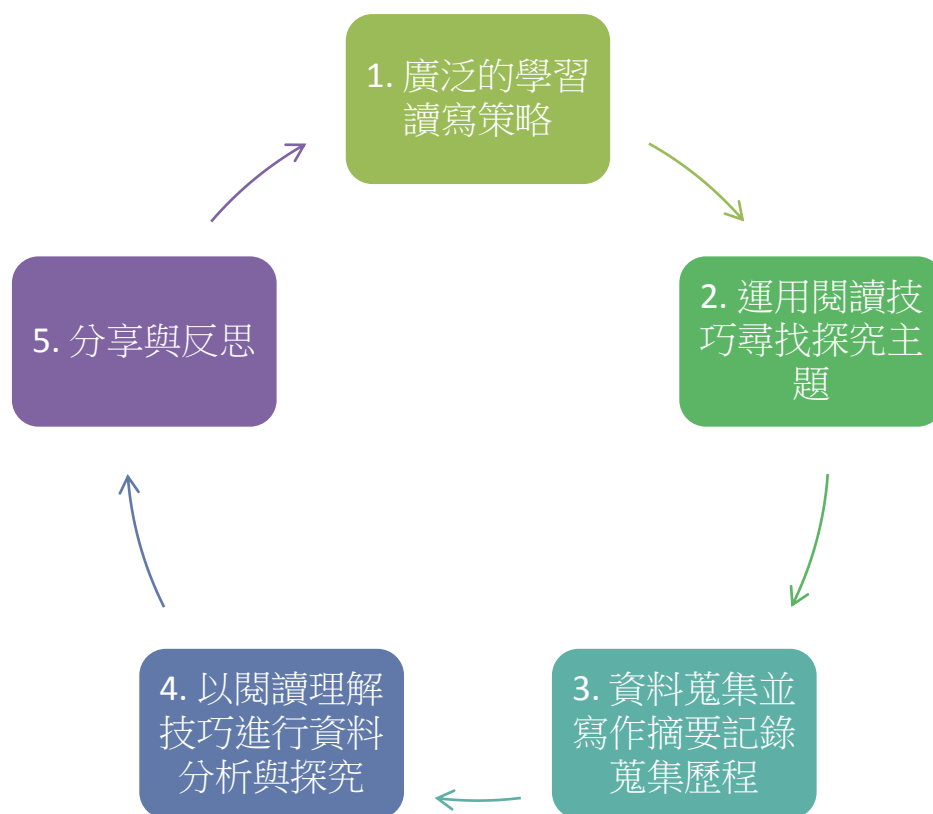 1. 廣泛的學習
讀寫策略
2. 運用閱讀技
巧尋找探究主
題
3. 資料蒐集並
寫作摘要記錄
蒐集歷程
4. 以閱讀理解
技巧進行資料
分析與探究
5. 分享與反思